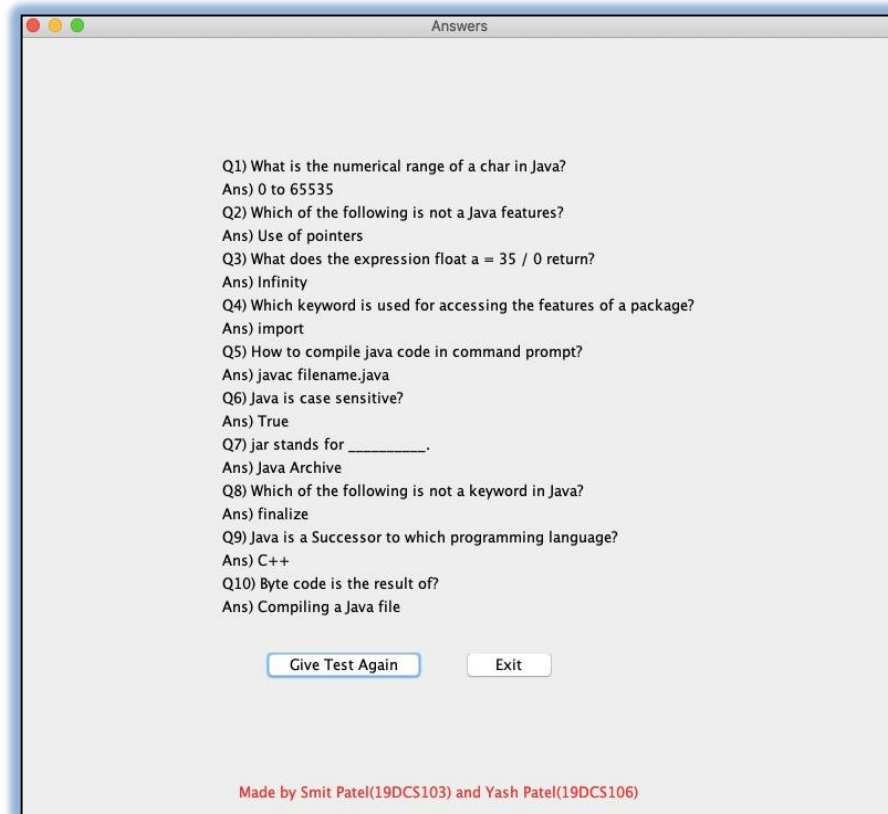 Answers
Q1) What is the numerical range of a char in Java?
Ans) 0 to 65535
Q2) Which of the following is not a Java features?
Ans) Use of pointers
Q3) What does the expression float a = 35 / 0 return?
Ans) Infinity
Q4) Which keyword is used for accessing the features of a package?
Ans) import
Q5) How to compile java code in command prompt?
Ans) javac filename.java
Q6) Java is case sensitive?
Ans) True
Q7) jar stands for __________.
Ans) Java Archive
Q8) Which of the following is not a keyword in Java?
Ans) finalize
Q9) Java is a Successor to which programming language?
Ans) C++
Q10) Byte code is the result of?
Ans) Compiling a Java file
Give Test Again Exit
Made by Smit Patel(19DCS103) and Yash Patel(19DCS106)